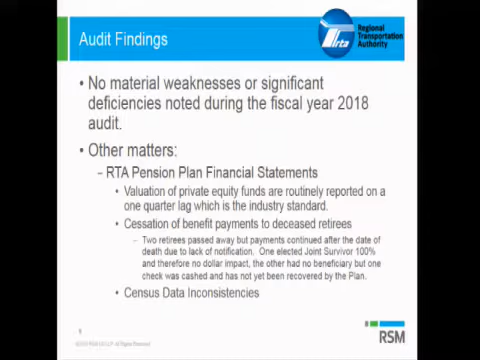 Audit Findings
rta
Regional
Transportation
Authority
• No material weaknesses or significant
deficiencies noted during the fiscal year 2018
audit.
• Other matters:
– RTA Pension Plan Financial Statements
• Valuation of private equity funds are routinely reported on a
one quarter lag which is the industry standard.
• Cessation of benefit payments to deceased retirees
– Two retirees passed away but payments continued after the date of
death due to lack of notification. One elected Joint Survivor 100%
and therefore no dollar impact, the other had no beneficiary but one
check was cashed and has not yet been recovered by the Plan.
• Census Data Inconsistencies
RSM